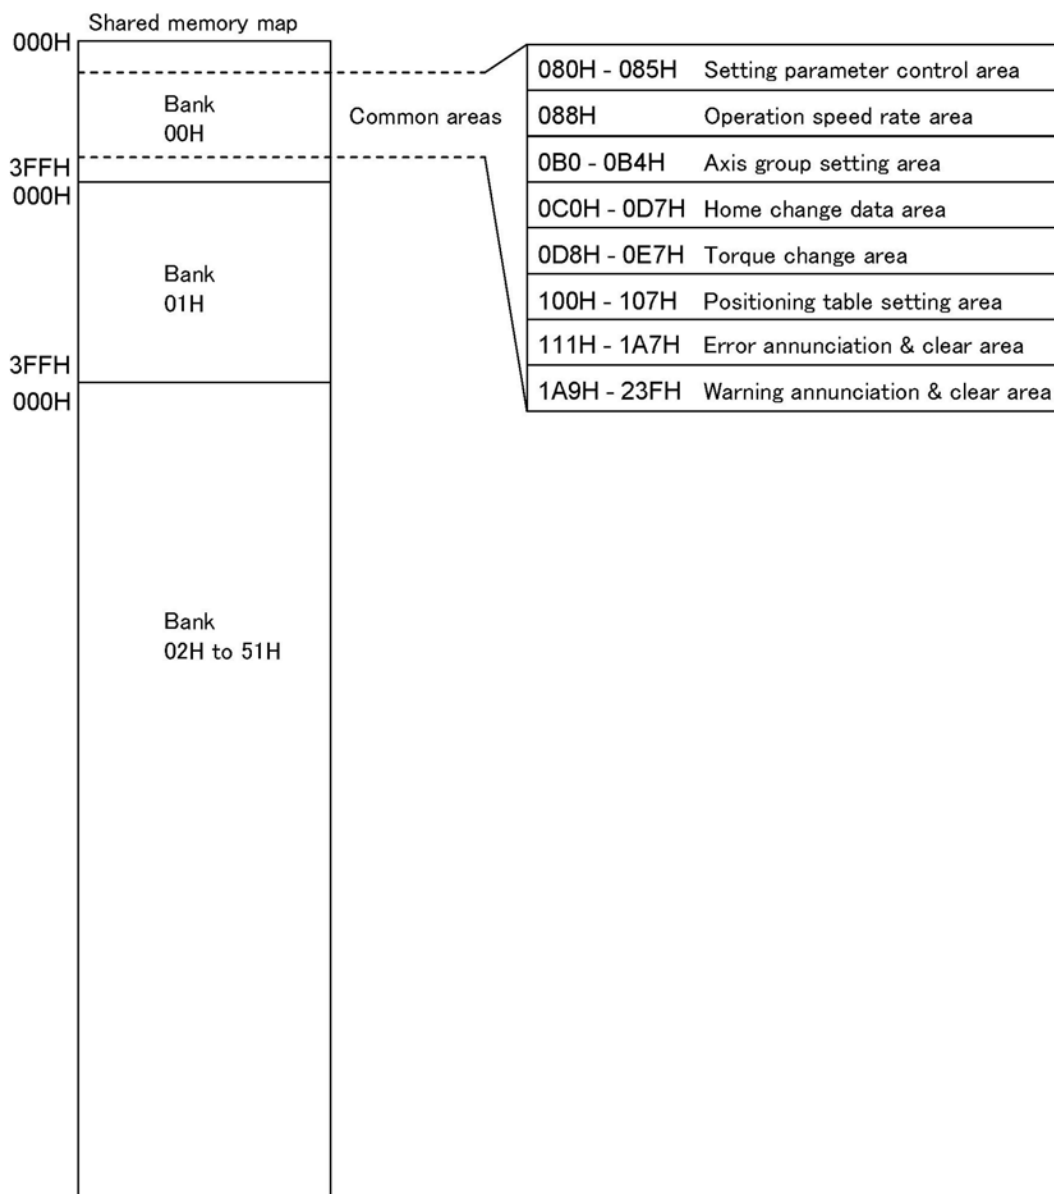 Shared memory map
000H
Bank
00H
3FFH
Common areas
080H - 085H Setting parameter control area
088H Operation speed rate area
0B0 - 0B4H Axis group setting area
0C0H - 0D7H Home change data area
0D8H - 0E7H Torque change area
100H - 107H Positioning table setting area
111H - 1A7H Error annunciation & clear area
1A9H - 23FH Warning annunciation & clear area
000H
Bank
01H
3FFH
000H
Bank
02H to 51H